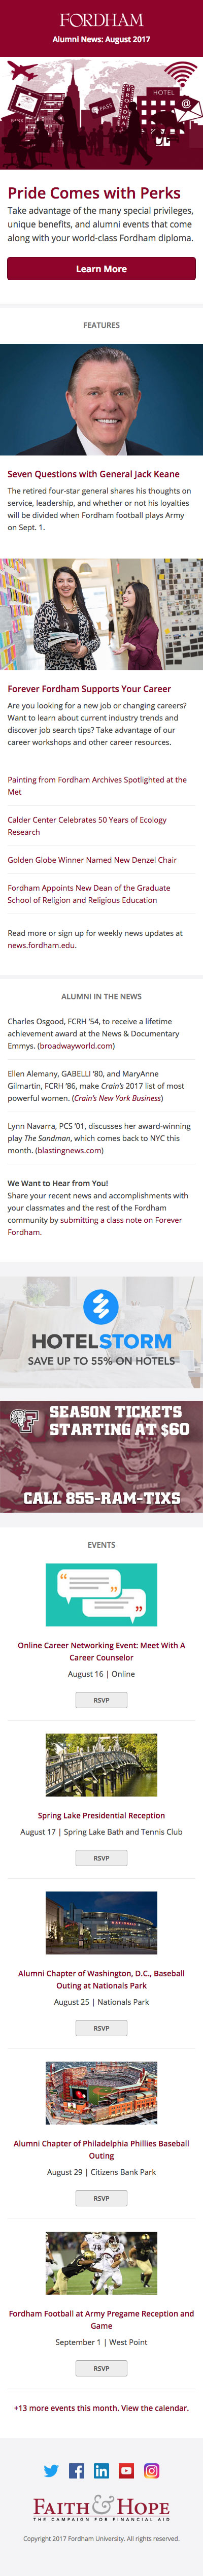 FORDHAM
Alumni News: August 2017
PASS
BROADWAY
HOTEL
@
Pride Comes with Perks
Take advantage of the many special privileges,
unique benefits, and alumni events that come
along with your world-class Fordham diploma.
Learn More
FEATURES
Seven Questions with General Jack Keane
The retired four-star general shares his thoughts on
service, leadership, and whether or not his loyalties
will be divided when Fordham football plays Army
on Sept. 1.
Forever Fordham Supports Your Career
Are you looking for a new job or changing careers?
Want to learn about current industry trends and
discover job search tips? Take advantage of our
career workshops and other career resources.
Painting from Fordham Archives Spotlighted at the
Met
Calder Center Celebrates 50 Years of Ecology
Research
Golden Globe Winner Named New Denzel Chair
Fordham Appoints New Dean of the Graduate
School of Religion and Religious Education
Read more or sign up for weekly news updates at
news.fordham.edu.
ALUMNI IN THE NEWS
Charles Osgood, FCRH '54, to receive a lifetime
achievement award at the News & Documentary
Emmys. (broadwayworld.com)
Ellen Alemany, GABELLI '80, and MaryAnne
Gilmartin, FCRH '86, make Crain's 2017 list of most
powerful women. (Crain's New York Business)
Lynn Navarra, PCS '01, discusses her award-winning
play The Sandman, which comes back to NYC this
month. (blastingnews.com)
We Want to Hear from You!
Share your recent news and accomplishments with
your classmates and the rest of the Fordham
community by submitting a class note on Forever
Fordham.
HOTELSTORM
SAVE UP TO 55% ON HOTELS
F
SEASON TICKETS
STARTING AT $60
CALL 855-RAM-TIXS
EVENTS
Online Career Networking Event: Meet With A
Career Counselor
August 16 | Online
RSVP
Spring Lake Presidential Reception
August 17 | Spring Lake Bath and Tennis Club
RSVP
Alumni Chapter of Washington, D.C., Baseball
Outing at Nationals Park
August 25 | Nationals Park
RSVP
Alumni Chapter of Philadelphia Phillies Baseball
Outing
August 29 | Citizens Bank Park
RSVP
78
Fordham Football at Army Pregame Reception and
Game
September 1 | West Point
RSVP
+13 more events this month. View the calendar.
FAITH & HOPE
THE CAMPAIGN FOR FINANCIAL AID
Copyright 2017 Fordham University. All rights reserved.